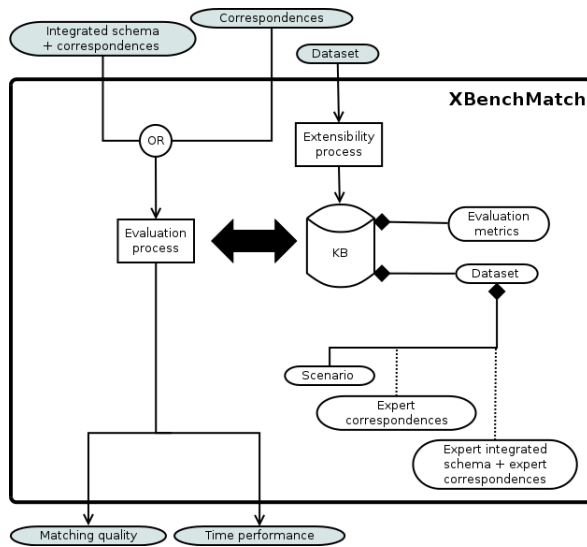 Correspondences
Integrated schema
+ correspondences
Dataset
XBenchMatch
OR
Extensibility
process
Evaluation
process
KB
Evaluation
metrics
Dataset
Scenario
Expert
correspondences
Expert integrated
schema + expert
correspondences
Matching quality
Time performance